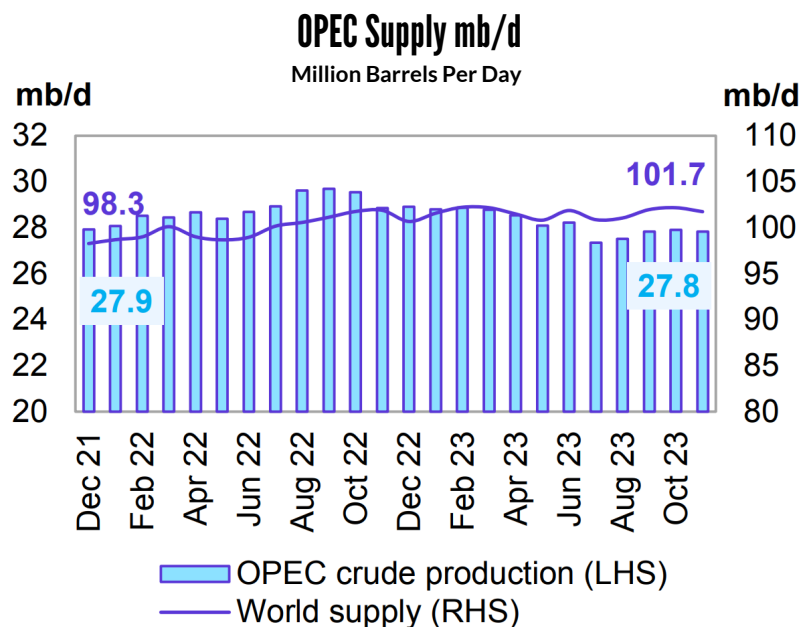 OPEC Supply mb/d
Million Barrels Per Day
mb/d mb/d
32 110
30 105
98.3 101.7
28 100
26 95
27.9 27.8
24 90
22 85
20 80
Dec 21 Feb 22 Apr 22 Jun 22 Aug 22 Oct 22 Dec 22 Feb 23 Apr 23 Jun 23 Aug 23 Oct 23
OPEC crude production (LHS)
World supply (RHS)